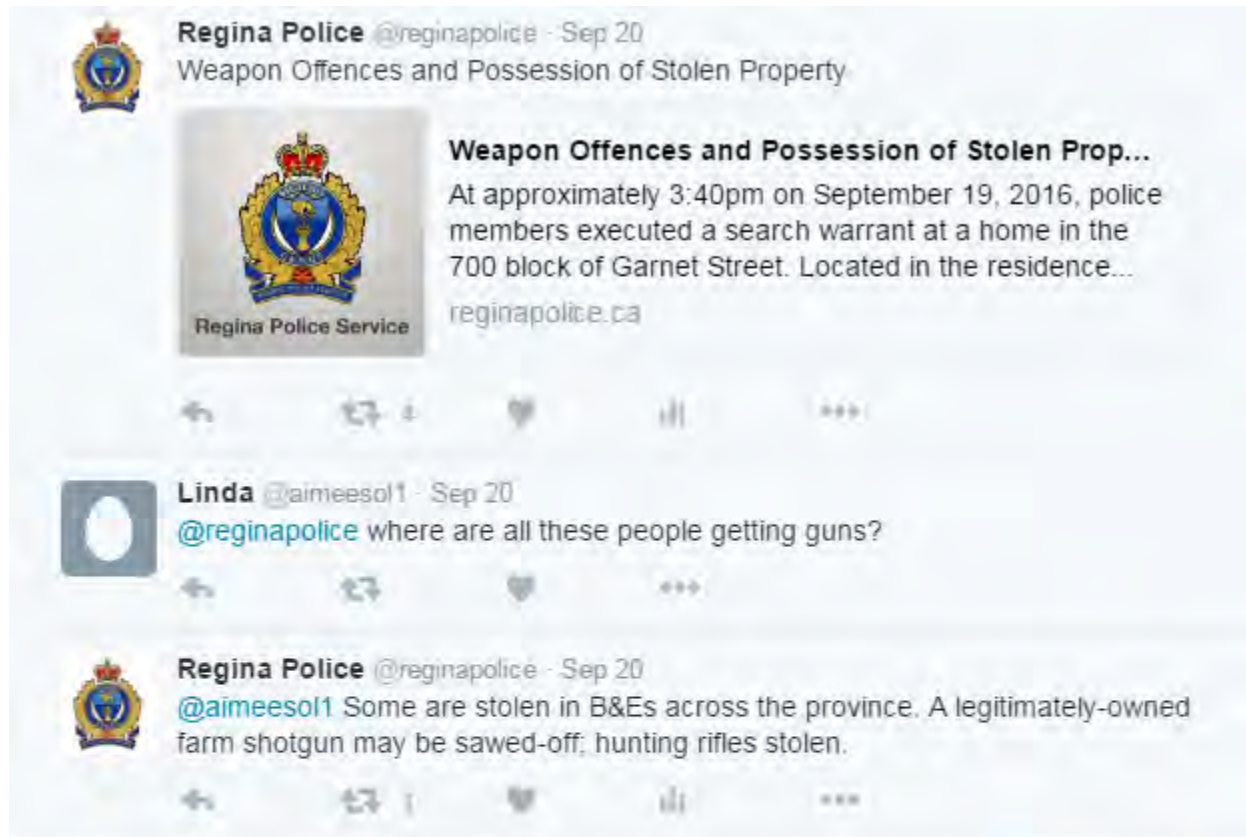 Regina Police @reginapolice · Sep 20
Weapon Offences and Possession of Stolen Property
Weapon Offences and Possession of Stolen Prop...
At approximately 3:40pm on September 19, 2016, police
members executed a search warrant at a home in the
700 block of Garnet Street. Located in the residence...
reginapolice.ca
Regina Police Service
4
Linda @aimeesol1 · Sep 20
@reginapolice where are all these people getting guns?
Regina Police @reginapolice · Sep 20
@aimeesol1 Some are stolen in B&Es across the province. A legitimately-owned
farm shotgun may be sawed-off; hunting rifles stolen.
1